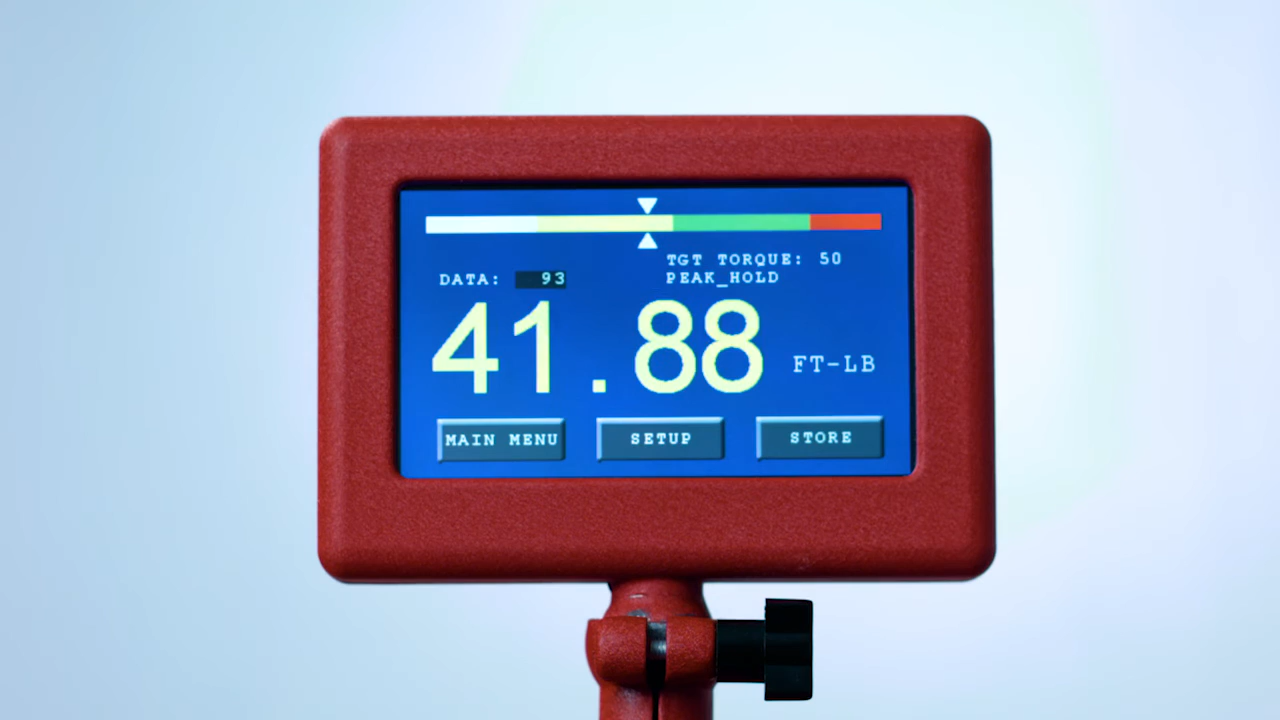 TGT TORQUE: 50
DATA: 93 PEAK_HOLD
41.88 FT-LB
MAIN MENU SETUP STORE